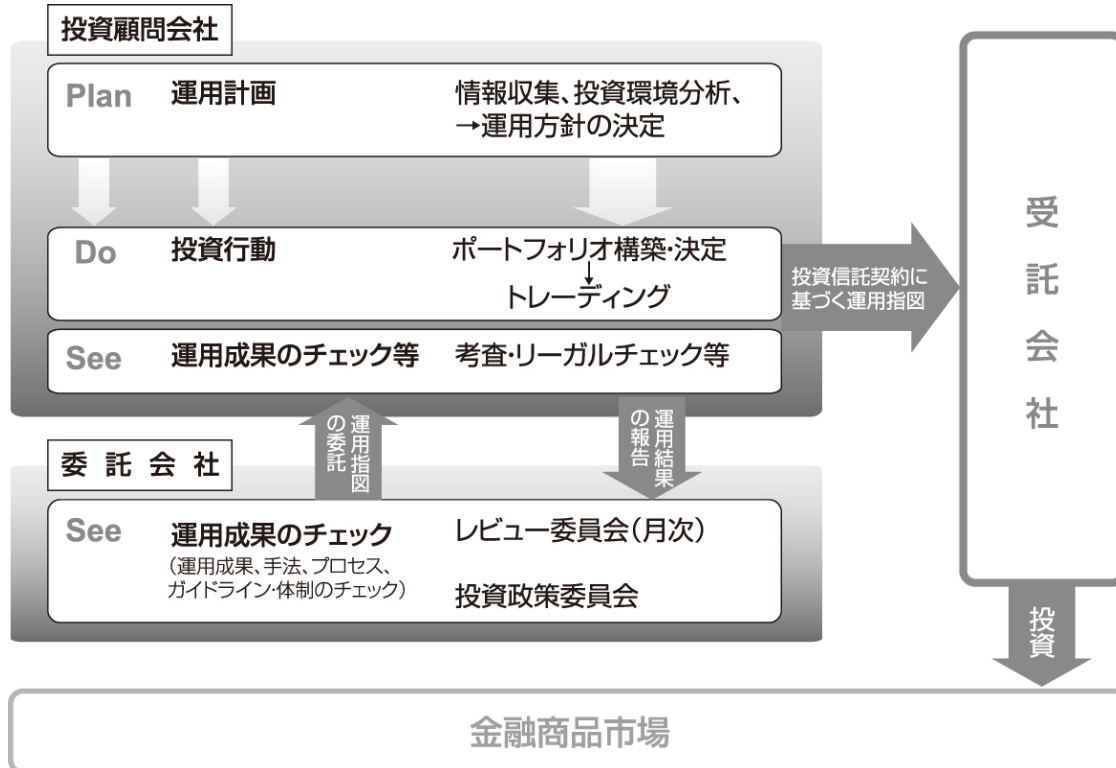 投資顧問会社
Plan 運用計画 情報収集、投資環境分析、
→運用方針の決定
Do 投資行動 ポートフォリオ構築・決定
トレーディング
投資信託契約に
基づく運用指図
See 運用成果のチェック等 考査・リーガルチェック等
運用指図
の委託
運用結果
の報告
委託会社
See 運用成果のチェック レビュー委員会(月次)
(運用成果、手法、プロセス、
ガイドライン・体制のチェック)
投資政策委員会
受託会社
投資
金融商品市場